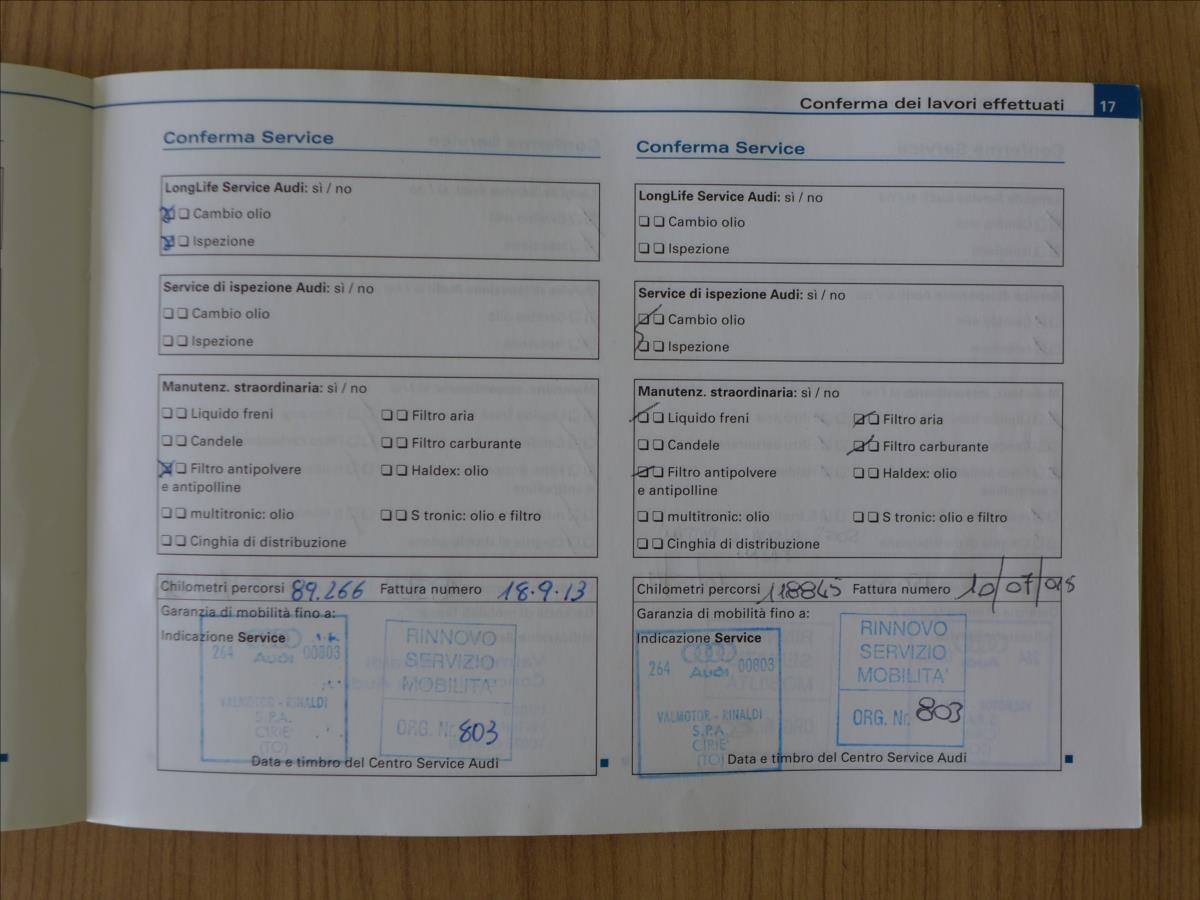 Conferma dei lavori effettuati 17
Conferma Service
LongLife Service Audi: sì / no
☒ ❑ Cambio olio
☒ ❑ Ispezione
Service di ispezione Audi: sì / no
❑ ❑ Cambio olio
❑ ❑ Ispezione
Manutenz. straordinaria: sì / no
❑ ❑ Liquido freni ❑ ❑ Filtro aria
❑ ❑ Candele ❑ ❑ Filtro carburante
☒ ❑ Filtro antipolvere ❑ ❑ Haldex: olio
e antipolline
❑ ❑ multitronic: olio ❑ ❑ S tronic: olio e filtro
❑ ❑ Cinghia di distribuzione
Chilometri percorsi 89.266 Fattura numero 18.9.13
Garanzia di mobilità fino a:
Indicazione Service
264 Audi 00803
VALMOTOR - RINALDI
S.P.A.
CIRIE'
(TO)
RINNOVO
SERVIZIO
MOBILITA'
ORG. Nr. 803
Data e timbro del Centro Service Audi
Conferma Service
LongLife Service Audi: sì / no
❑ ❑ Cambio olio
❑ ❑ Ispezione
Service di ispezione Audi: sì / no
☑ ❑ Cambio olio
☑ ❑ Ispezione
Manutenz. straordinaria: sì / no
☑ ❑ Liquido freni ☑ ❑ Filtro aria
❑ ❑ Candele ☑ ❑ Filtro carburante
☑ ❑ Filtro antipolvere ❑ ❑ Haldex: olio
e antipolline
❑ ❑ multitronic: olio ❑ ❑ S tronic: olio e filtro
❑ ❑ Cinghia di distribuzione
Chilometri percorsi 118845 Fattura numero 10/07/015
Garanzia di mobilità fino a:
Indicazione Service
264 Audi 00803
VALMOTOR - RINALDI
S.P.A.
CIRIE'
(TO)
RINNOVO
SERVIZIO
MOBILITA'
ORG. Nr. 803
Data e timbro del Centro Service Audi